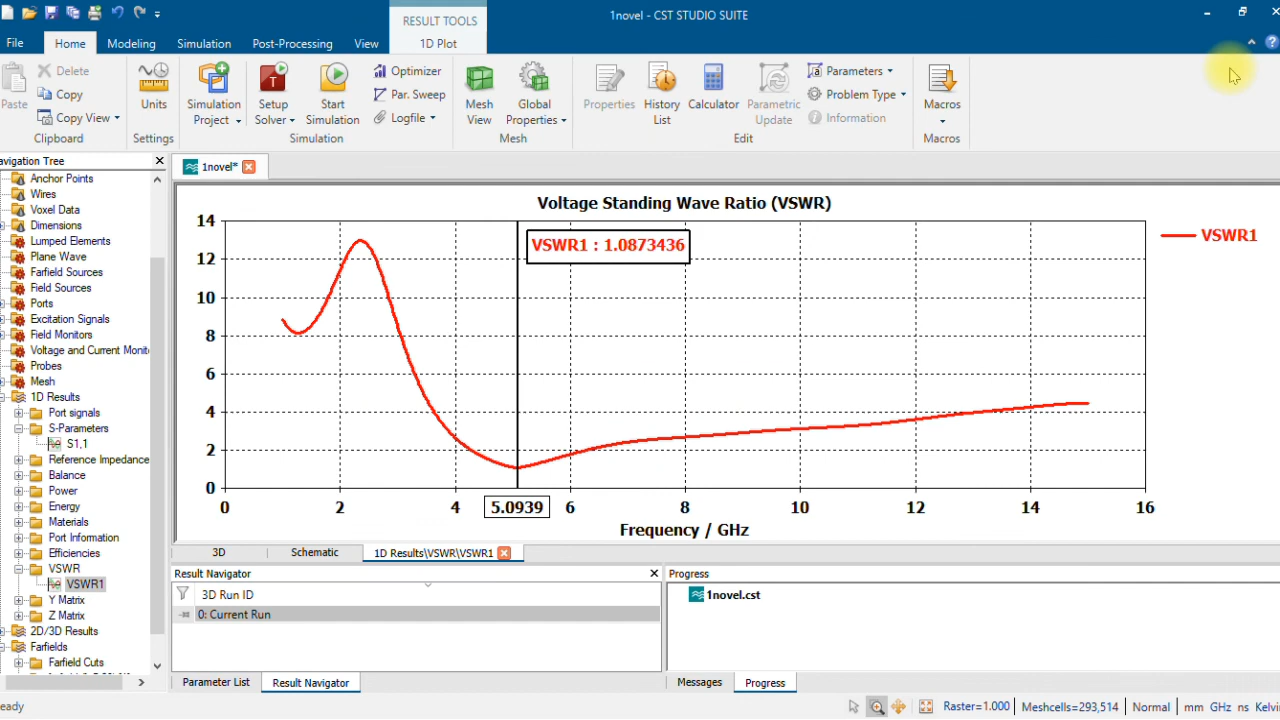 1novel - CST STUDIO SUITE
RESULT TOOLS
File Home Modeling Simulation Post-Processing View 1D Plot
Paste
Delete
Copy
Copy View
Clipboard
Units
Settings
Simulation Project
Setup Solver
Start Simulation
Optimizer
Par. Sweep
Logfile
Simulation
Mesh View
Global Properties
Mesh
Properties
History List
Calculator
Parametric Update
Parameters
Problem Type
Information
Edit
Macros
Macros
avigation Tree
Anchor Points
Wires
Voxel Data
Dimensions
Lumped Elements
Plane Wave
Farfield Sources
Field Sources
Ports
Excitation Signals
Field Monitors
Voltage and Current Monit
Probes
Mesh
1D Results
Port signals
S-Parameters
S1,1
Reference Impedance
Balance
Power
Energy
Materials
Port Information
Efficiencies
VSWR
VSWR1
Y Matrix
Z Matrix
2D/3D Results
Farfields
Farfield Cuts
1novel*
Voltage Standing Wave Ratio (VSWR)
14
12
10
8
6
4
2
0
VSWR1 : 1.0873436
VSWR1
0 2 4 5.0939 6 8 10 12 14 16
Frequency / GHz
3D Schematic 1D Results\VSWR\VSWR1
Result Navigator
3D Run ID
0: Current Run
Parameter List Result Navigator
Progress
1novel.cst
Messages Progress
eady
Raster=1.000 Meshcells=293,514 Normal mm GHz ns Kelvi